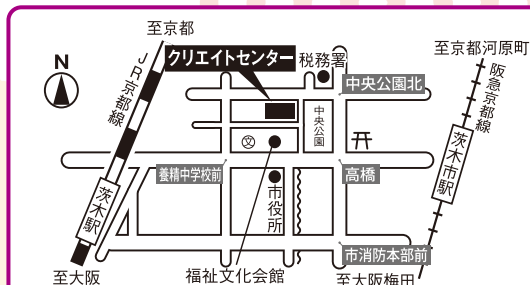 至京都
至京都河原町
クリエイトセンター
税務署
N
JR京都線
中央公園北
阪急京都線
中央公園
文
茨木市駅
養精中学校前
高橋
茨木駅
市役所
市消防本部前
至大阪
福祉文化会館
至大阪梅田